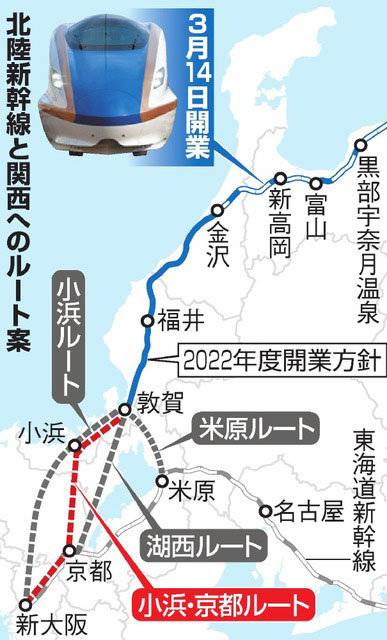 北陸新幹線と関西へのルート案
3月14日開業
黒部宇奈月温泉
富山
新高岡
金沢
福井
2022年度開業方針
敦賀
小浜ルート
小浜
米原ルート
米原
東海道新幹線
名古屋
湖西ルート
京都
小浜・京都ルート
新大阪